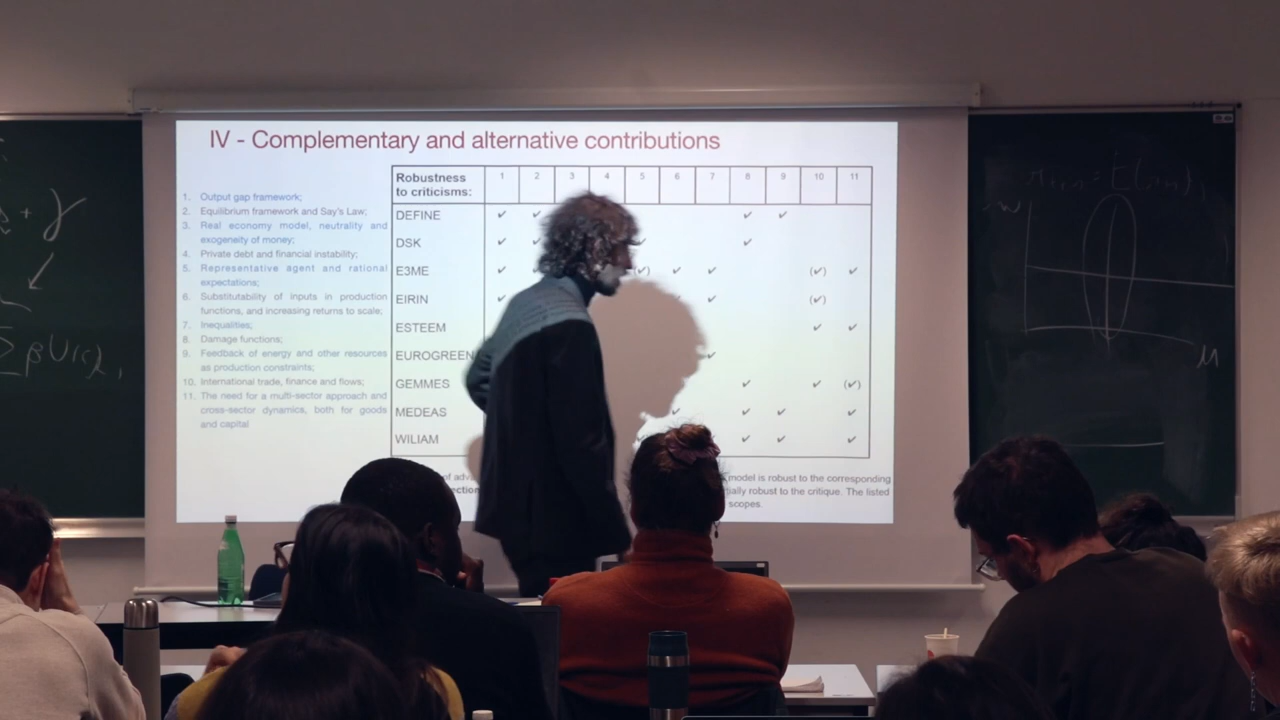 IV - Complementary and alternative contributions
Robustness to criticisms:
1 2 3 4 5 6 7 8 9 10 11
1. Output gap framework;
2. Equilibrium framework and Say's Law;
3. Real economy model, neutrality and
exogeneity of money;
4. Private debt and financial instability;
5. Representative agent and rational
expectations;
6. Substitutability of inputs in production
functions, and increasing returns to scale;
7. Inequalities;
8. Damage functions;
9. Feedback of energy and other resources
as production constraints;
10. International trade, finance and flows;
11. The need for a multi-sector approach and
cross-sector dynamics, both for goods
and capital
DEFINE ✓ ✓ ✓ ✓
DSK ✓ ✓ ✓ ✓
E3ME ✓ (✓) ✓ ✓ (✓) ✓
EIRIN ✓ ✓ (✓)
ESTEEM ✓ ✓
EUROGREEN ✓
GEMMES ✓ ✓ (✓)
MEDEAS ✓ ✓ ✓ ✓
WILIAM ✓ ✓ ✓
model is robust to the corresponding
robust to the critique. The listed
scopes.
+ γ
β U(
μ